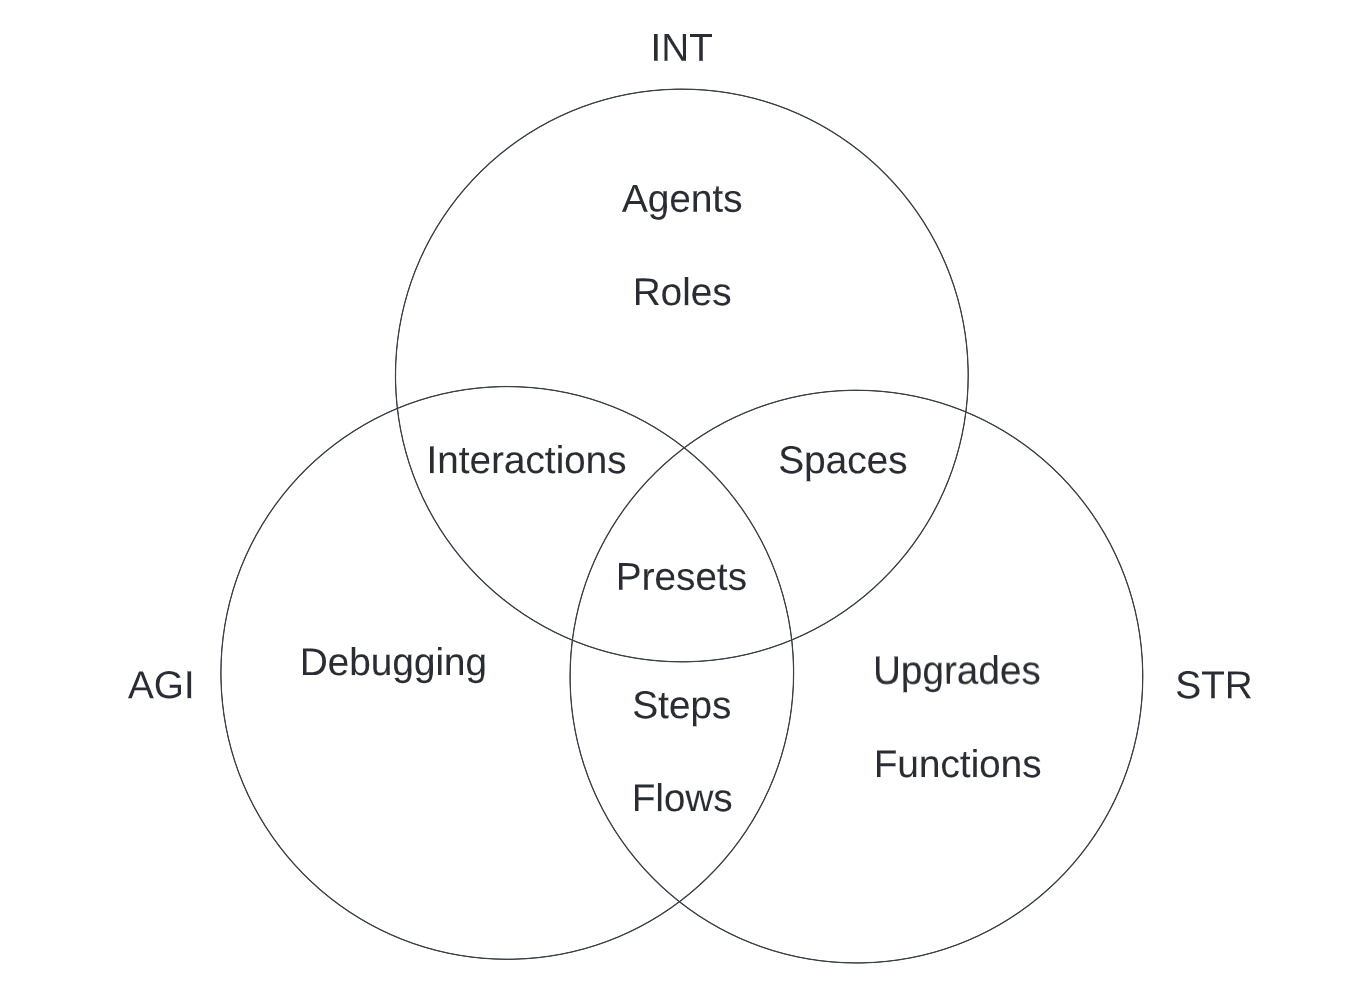 INT
Agents
Roles
Interactions
Spaces
Presets
Debugging
Upgrades
AGI
STR
Steps
Functions
Flows